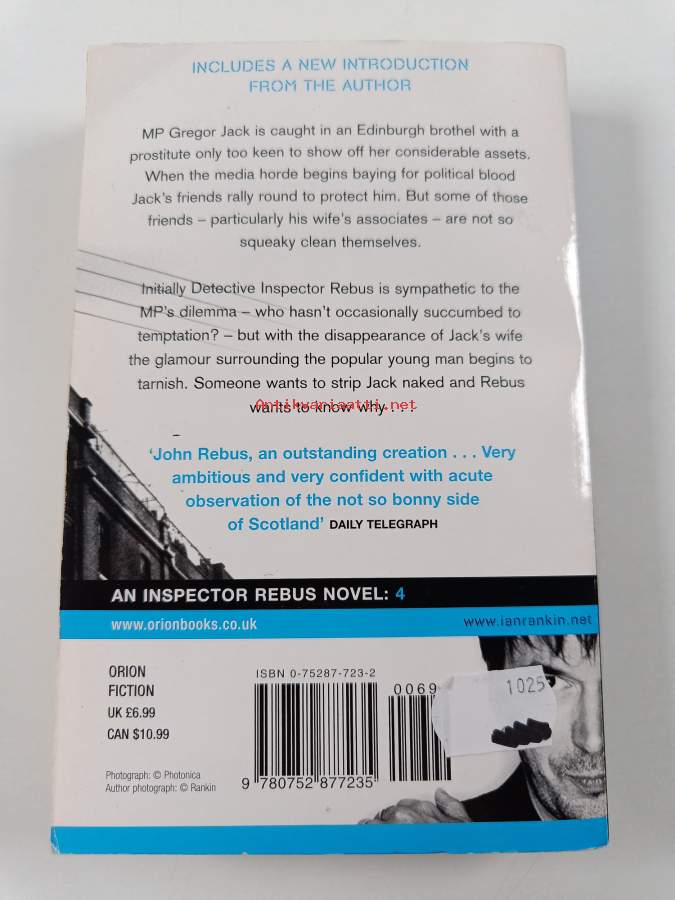 INCLUDES A NEW INTRODUCTION
FROM THE AUTHOR
MP Gregor Jack is caught in an Edinburgh brothel with a
prostitute only too keen to show off her considerable assets.
When the media horde begins baying for political blood
Jack's friends rally round to protect him. But some of those
friends – particularly his wife's associates – are not so
squeaky clean themselves.
Initially Detective Inspector Rebus is sympathetic to the
MP's dilemma – who hasn't occasionally succumbed to
temptation? – but with the disappearance of Jack's wife
the glamour surrounding the popular young man begins to
tarnish. Someone wants to strip Jack naked and Rebus
wants to know why . . .
Antikvariaatti.net
'John Rebus, an outstanding creation . . . Very
ambitious and very confident with acute
observation of the not so bonny side
of Scotland' DAILY TELEGRAPH
AN INSPECTOR REBUS NOVEL: 4
www.orionbooks.co.uk
www.ianrankin.net
ORION
FICTION
UK £6.99
CAN $10.99
Photograph: © Photonica
Author photograph: © Rankin
ISBN 0-75287-723-2
0069
9 780752 877235
1025